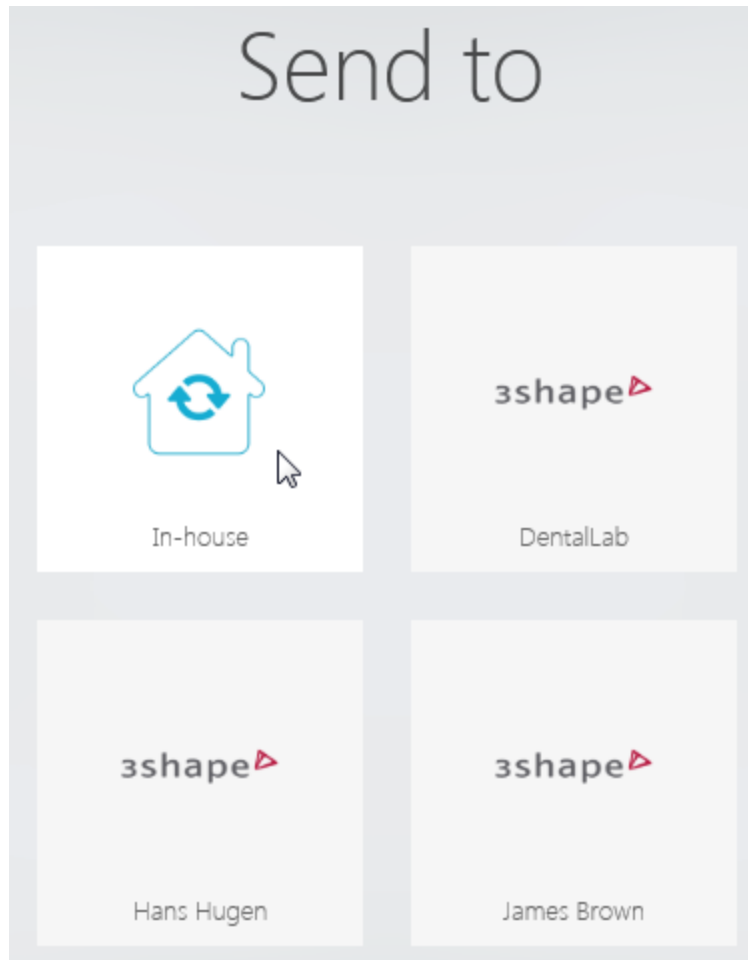 Send to
In-house
3shape
DentalLab
3shape
Hans Hugen
3shape
James Brown